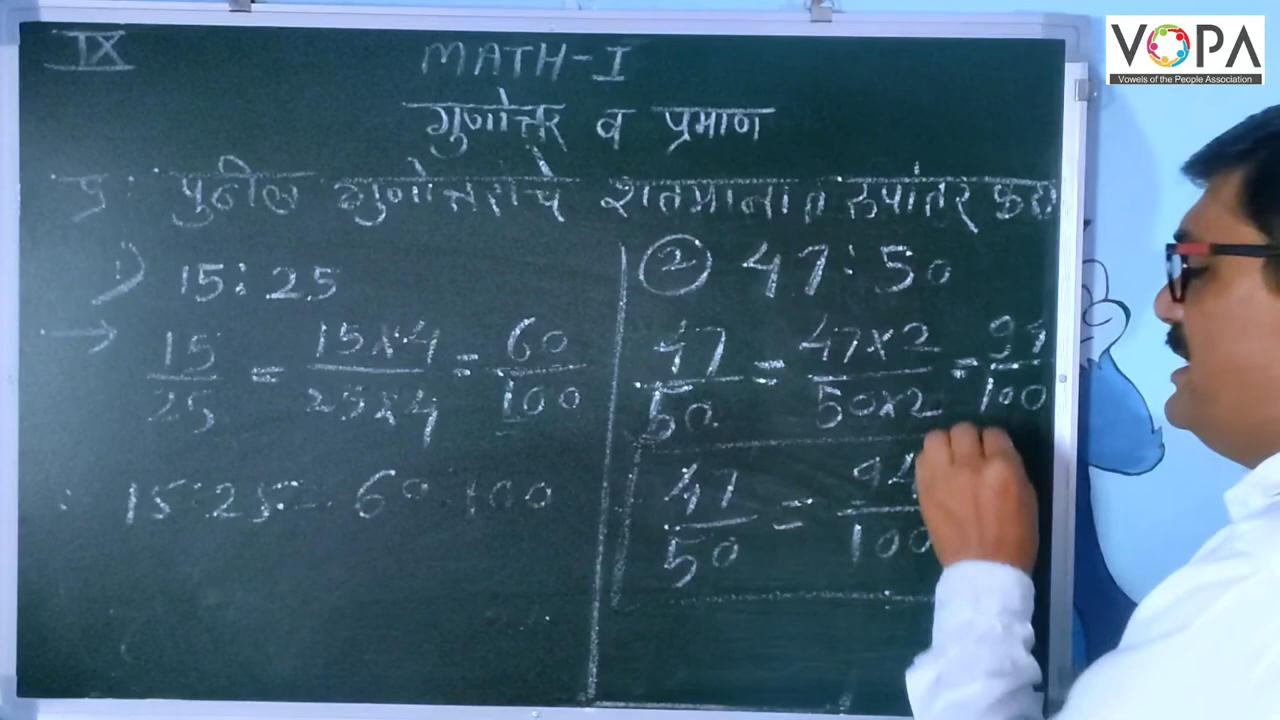 IX
MATH-I
गुणोत्तर व प्रमाण
प्र: पुढील गुणोत्तराचे शतमानात रुपांतर करा
1) 15:25
→ 15/25 = 15×4/25×4 = 60/100
: 15:25 = 60 100
② 47:50
47/50 = 47×2/50×2 = 94/100
47/50 = 94/100
VOPA
Vowels of the People Association